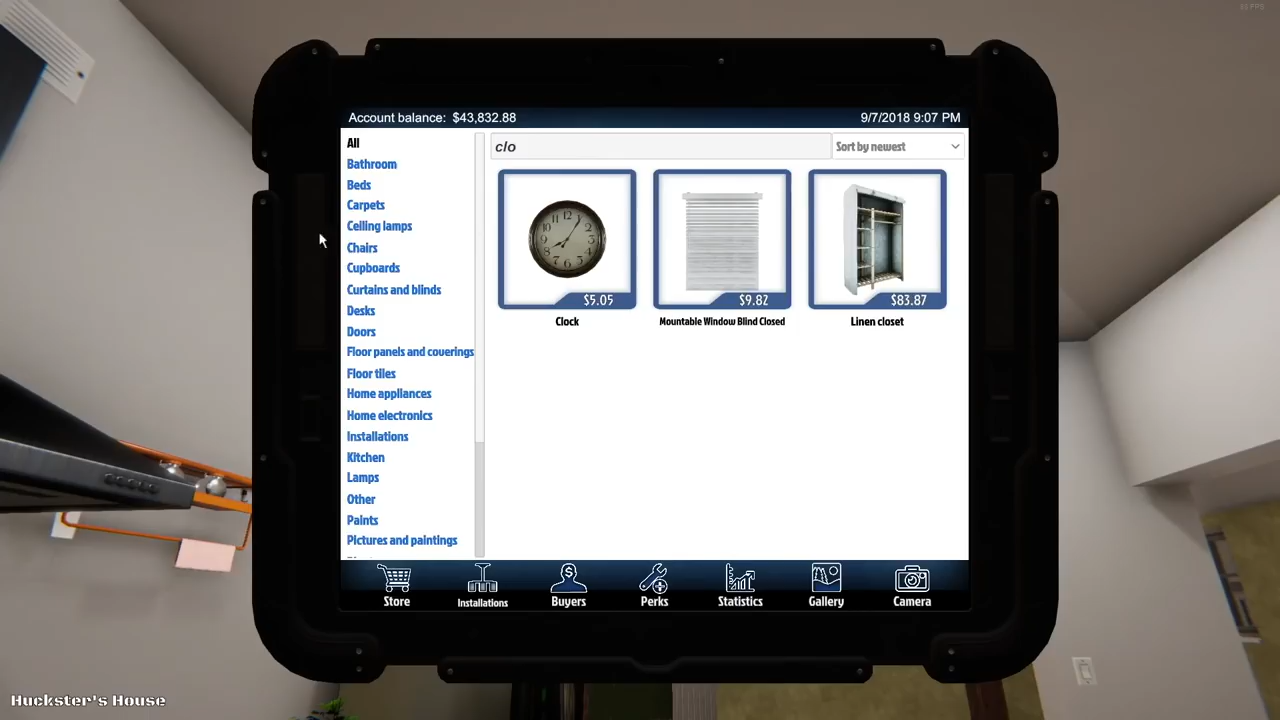 83 FPS
Account balance: $43,832.88
9/7/2018 9:07 PM
All
Bathroom
Beds
Carpets
Ceiling lamps
Chairs
Cupboards
Curtains and blinds
Desks
Doors
Floor panels and coverings
Floor tiles
Home appliances
Home electronics
Installations
Kitchen
Lamps
Other
Paints
Pictures and paintings
clo
Sort by newest
$5.05
$9.82
$83.87
Clock
Mountable Window Blind Closed
Linen closet
Store
Installations
Buyers
Perks
Statistics
Gallery
Camera
Huckster's House